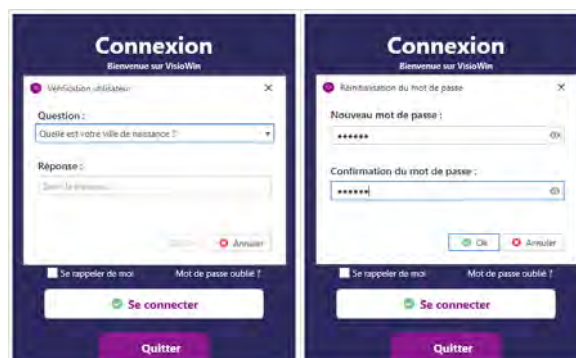 Connexion
Bienvenue sur VisioWin
Vérification utilisateur
Question :
Quelle est votre ville de naissance ?
Réponse :
Annuler
Se rappeler de moi
Mot de passe oublié ?
Se connecter
Quitter
Connexion
Bienvenue sur VisioWin
Réinitialisation du mot de passe
Nouveau mot de passe :
••••••
Confirmation du mot de passe :
••••••
Ok
Annuler
Se rappeler de moi
Mot de passe oublié ?
Se connecter
Quitter